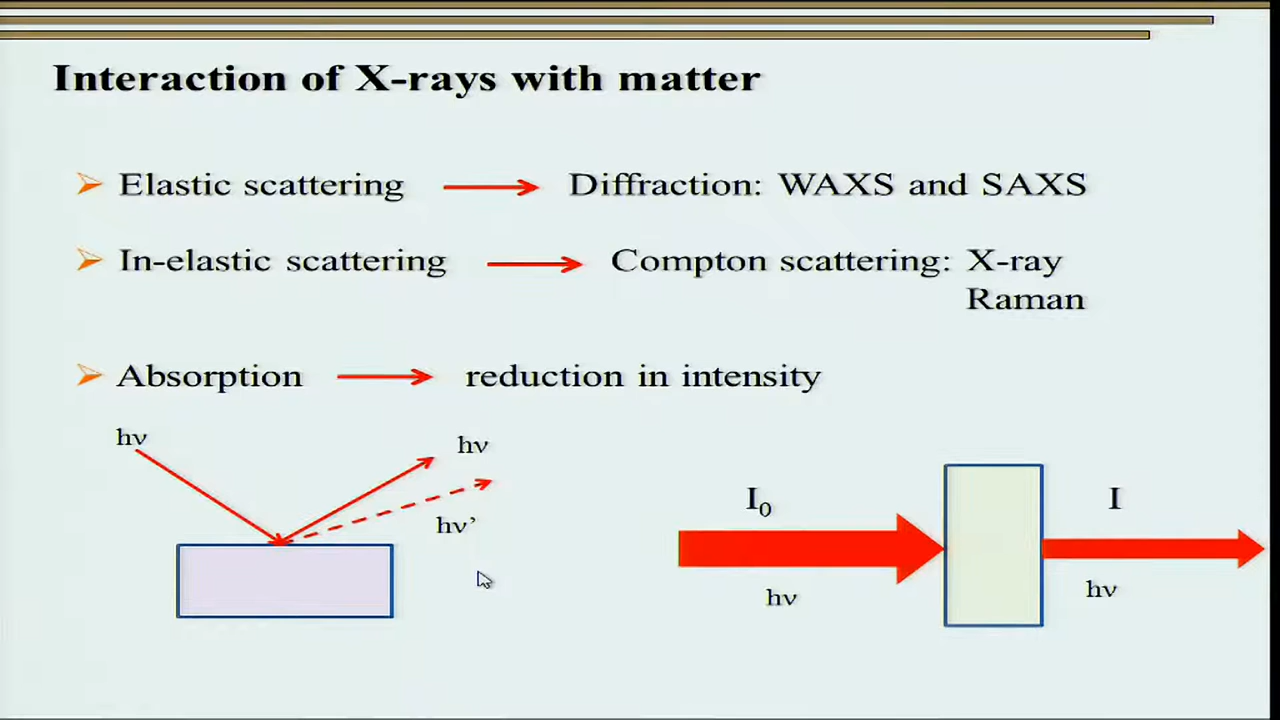 Interaction of X-rays with matter
Elastic scattering Diffraction: WAXS and SAXS
In-elastic scattering Compton scattering: X-ray
Raman
Absorption reduction in intensity
hν hν
hν’
I₀ I
hν hν